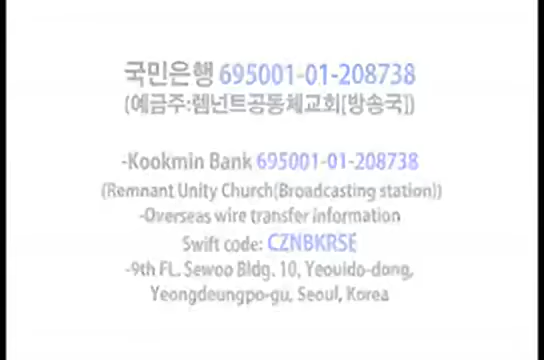 국민은행 695001-01-208738
(예금주:렘넌트공동체교회[방송국])
-Kookmin Bank 695001-01-208738
(Remnant Unity Church(Broadcasting station))
-Overseas wire transfer information
Swift code: CZNBKRSE
-9th FL. Sewoo Bldg. 10, Yeouido-dong,
Yeongdeungpo-gu, Seoul, Korea